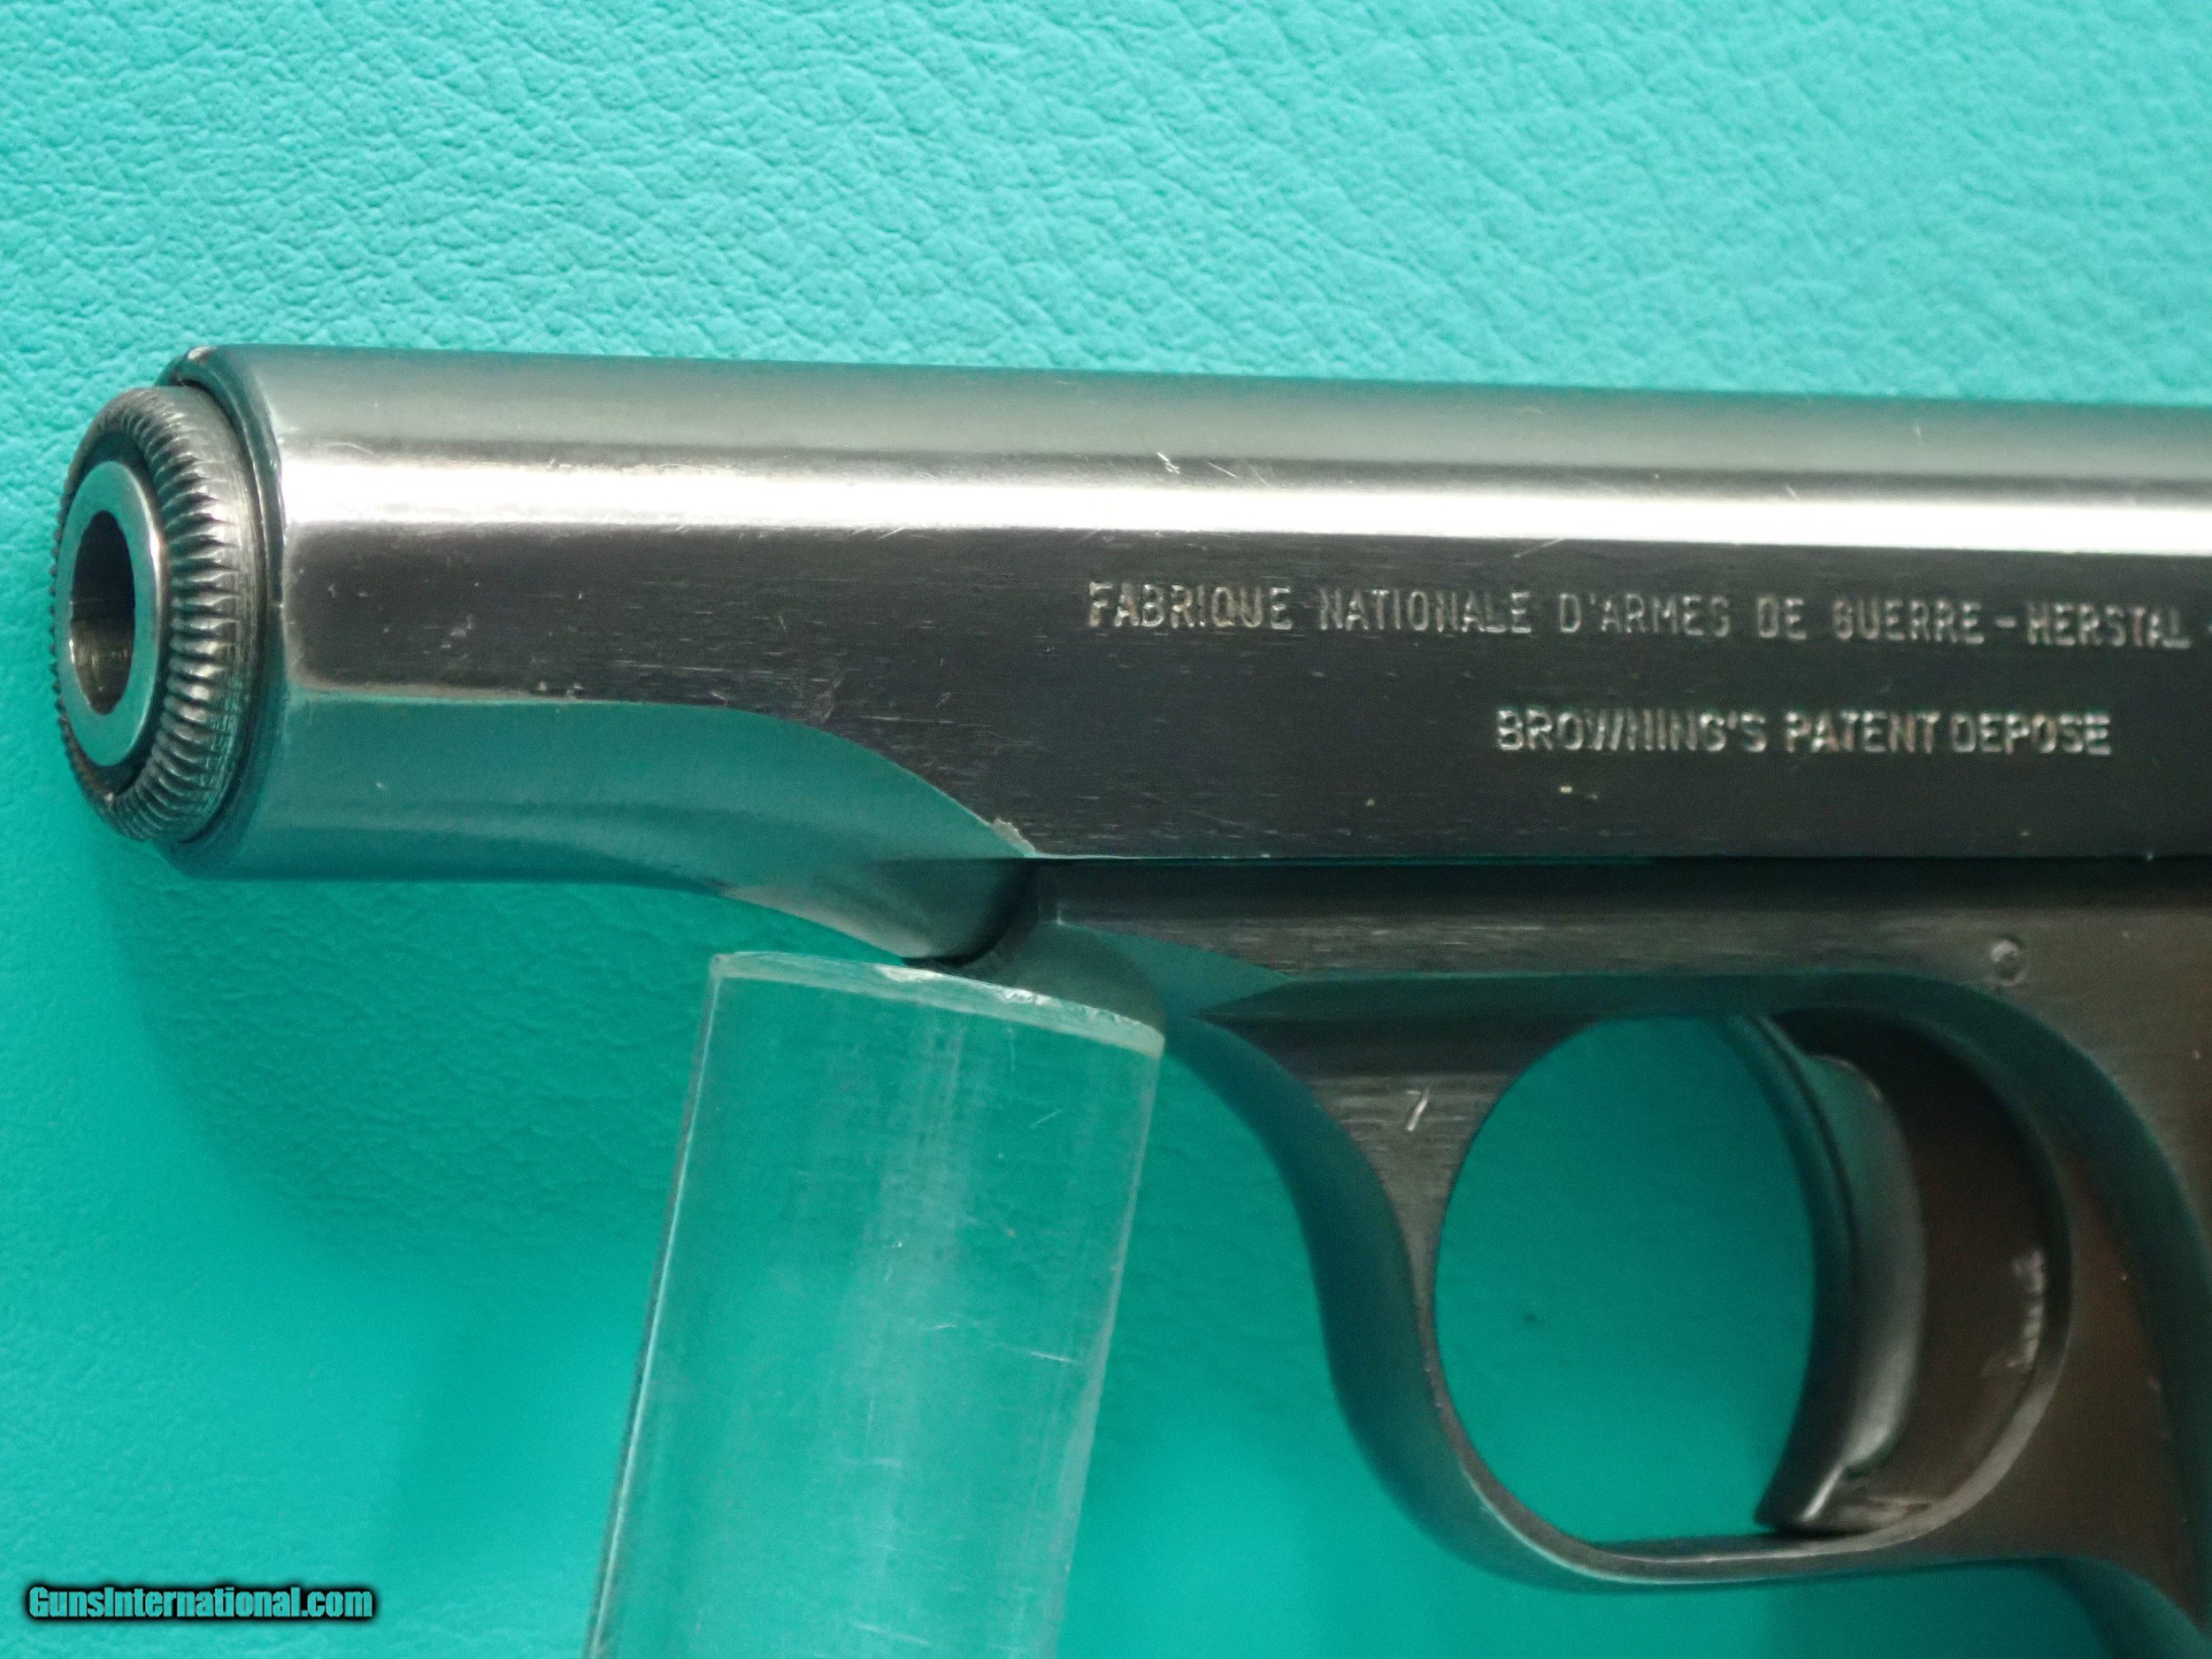 FABRIQUE NATIONALE D'ARMES DE GUERRE-HERSTAL
BROWNING'S PATENT DEPOSE
GunsInternational.com